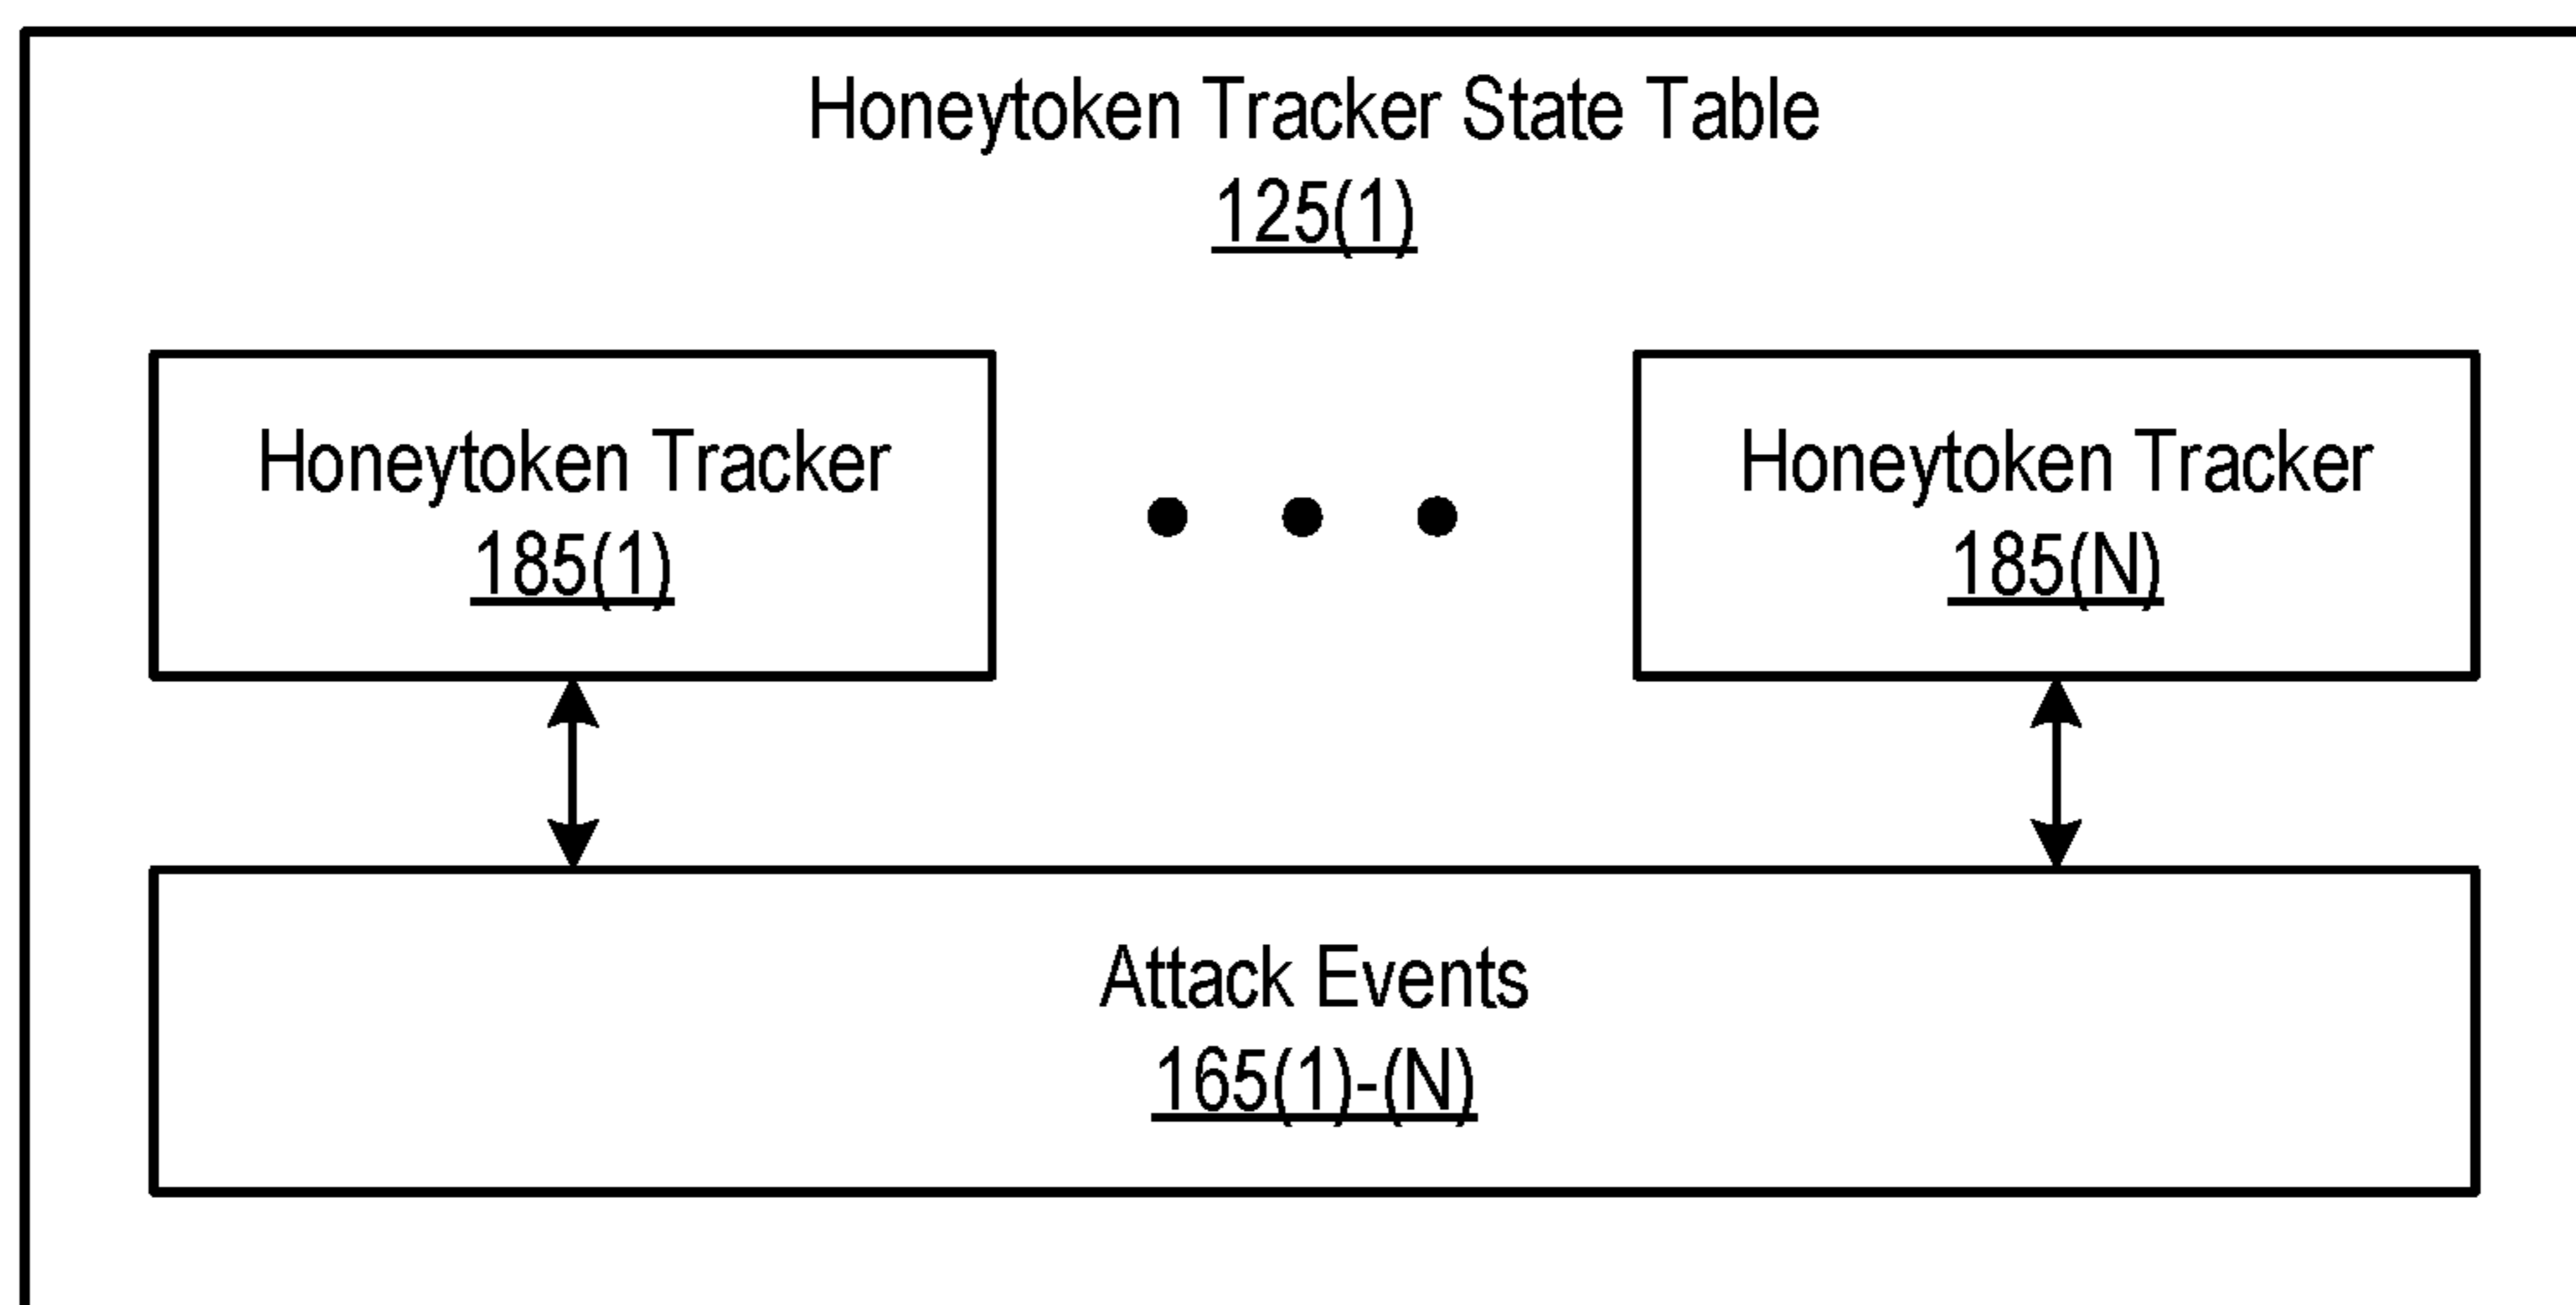 Honeytoken Tracker State Table
125(1)
Honeytoken Tracker
185(1)
Honeytoken Tracker
185(N)
Attack Events
165(1)-(N)